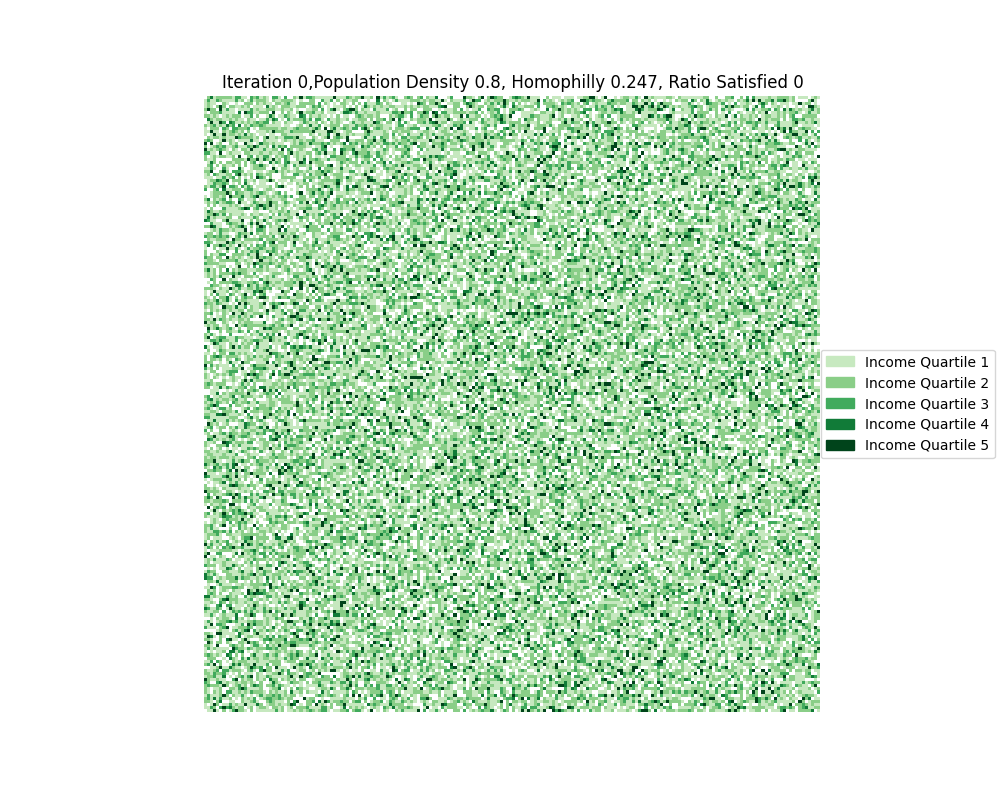 Iteration 0,Population Density 0.8, Homophilly 0.247, Ratio Satisfied 0
Income Quartile 1
Income Quartile 2
Income Quartile 3
Income Quartile 4
Income Quartile 5